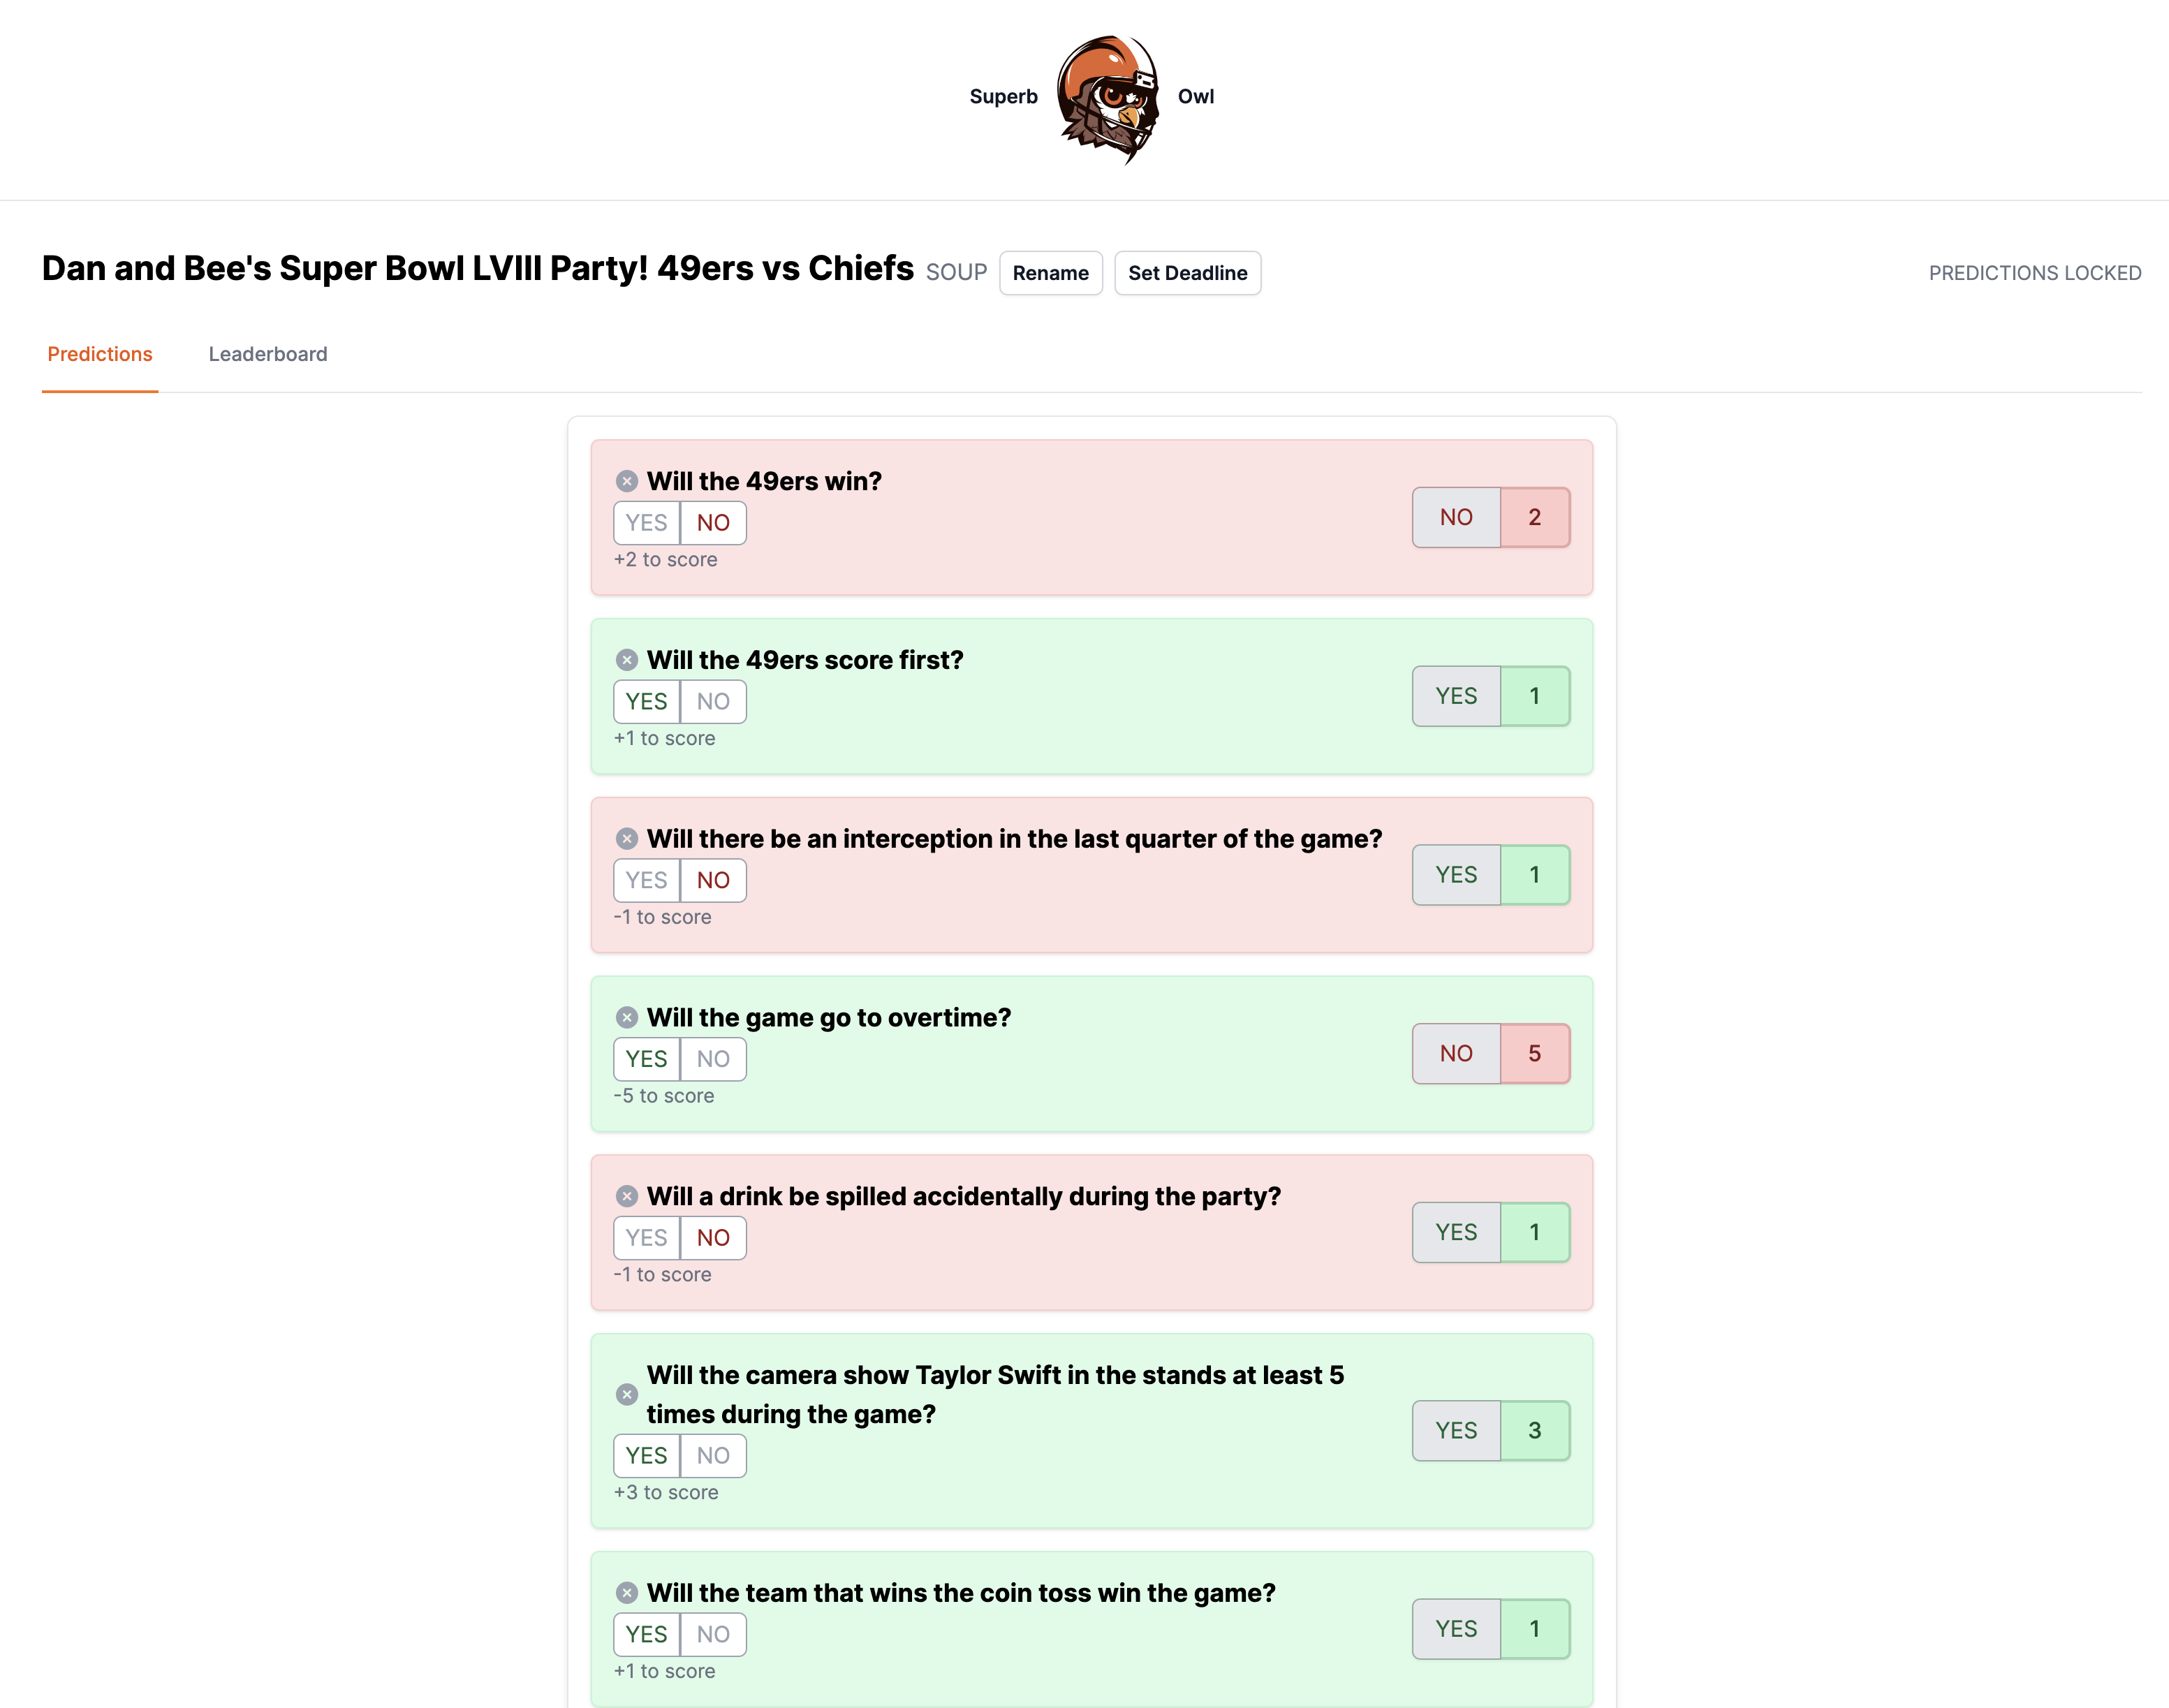 Superb Owl
Dan and Bee's Super Bowl LVIII Party! 49ers vs Chiefs SOUP Rename Set Deadline PREDICTIONS LOCKED
Predictions Leaderboard
Will the 49ers win?
YES NO
+2 to score
NO 2
Will the 49ers score first?
YES NO
+1 to score
YES 1
Will there be an interception in the last quarter of the game?
YES NO
-1 to score
YES 1
Will the game go to overtime?
YES NO
-5 to score
NO 5
Will a drink be spilled accidentally during the party?
YES NO
-1 to score
YES 1
Will the camera show Taylor Swift in the stands at least 5
times during the game?
YES NO
+3 to score
YES 3
Will the team that wins the coin toss win the game?
YES NO
+1 to score
YES 1